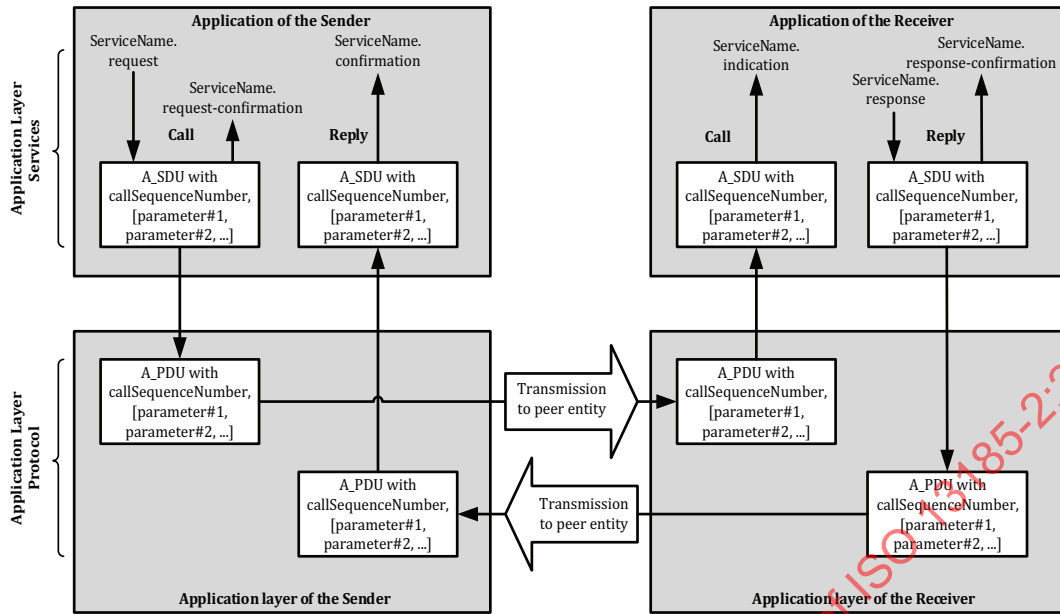 Application of the Sender
ServiceName.
request
ServiceName.
request-confirmation
ServiceName.
confirmation
Call
Reply
A_SDU with
callSequenceNumber,
[parameter#1,
parameter#2, ...]
A_SDU with
callSequenceNumber,
[parameter#1,
parameter#2, ...]
Application of the Receiver
ServiceName.
indication
ServiceName.
response
ServiceName.
response-confirmation
Call
Reply
A_SDU with
callSequenceNumber,
[parameter#1,
parameter#2, ...]
A_SDU with
callSequenceNumber,
[parameter#1,
parameter#2, ...]
Application Layer
Services
Application Layer
Protocol
A_PDU with
callSequenceNumber,
[parameter#1,
parameter#2, ...]
Transmission
to peer entity
A_PDU with
callSequenceNumber,
[parameter#1,
parameter#2, ...]
A_PDU with
callSequenceNumber,
[parameter#1,
parameter#2, ...]
Transmission
to peer entity
A_PDU with
callSequenceNumber,
[parameter#1,
parameter#2, ...]
Application layer of the Sender
Application layer of the Receiver
of ISO 13185-2: